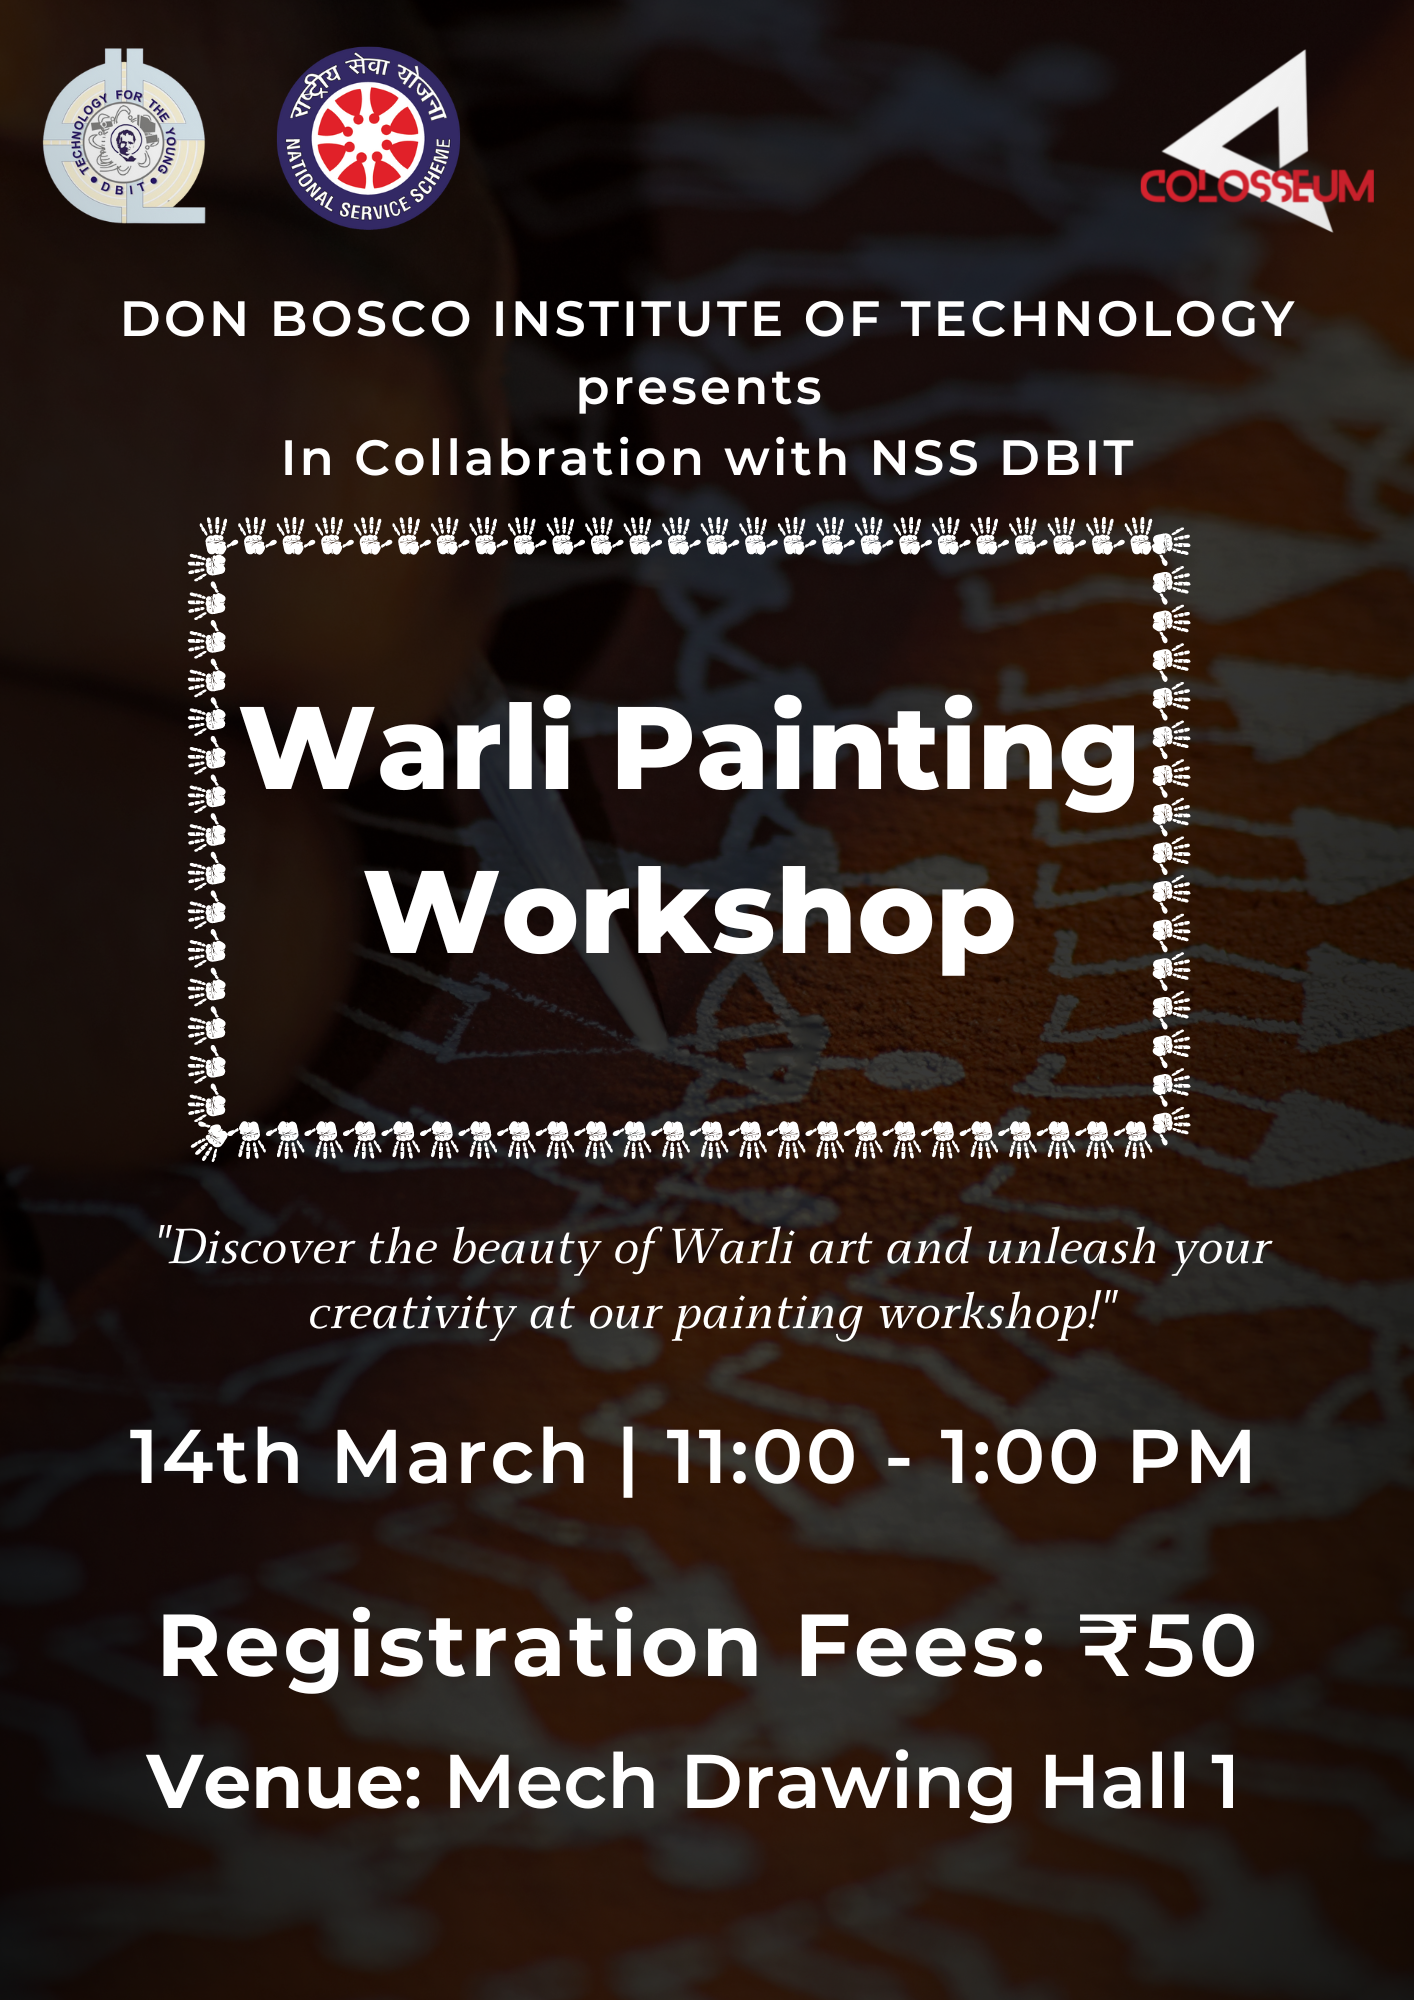 TECHNOLOGY FOR THE YOUNG
• DBIT •
राष्ट्रीय सेवा योजना
NATIONAL SERVICE SCHEME
COLOSSEUM
DON BOSCO INSTITUTE OF TECHNOLOGY
presents
In Collabration with NSS DBIT
Warli Painting
Workshop
"Discover the beauty of Warli art and unleash your
creativity at our painting workshop!"
14th March | 11:00 - 1:00 PM
Registration Fees: ₹50
Venue: Mech Drawing Hall 1